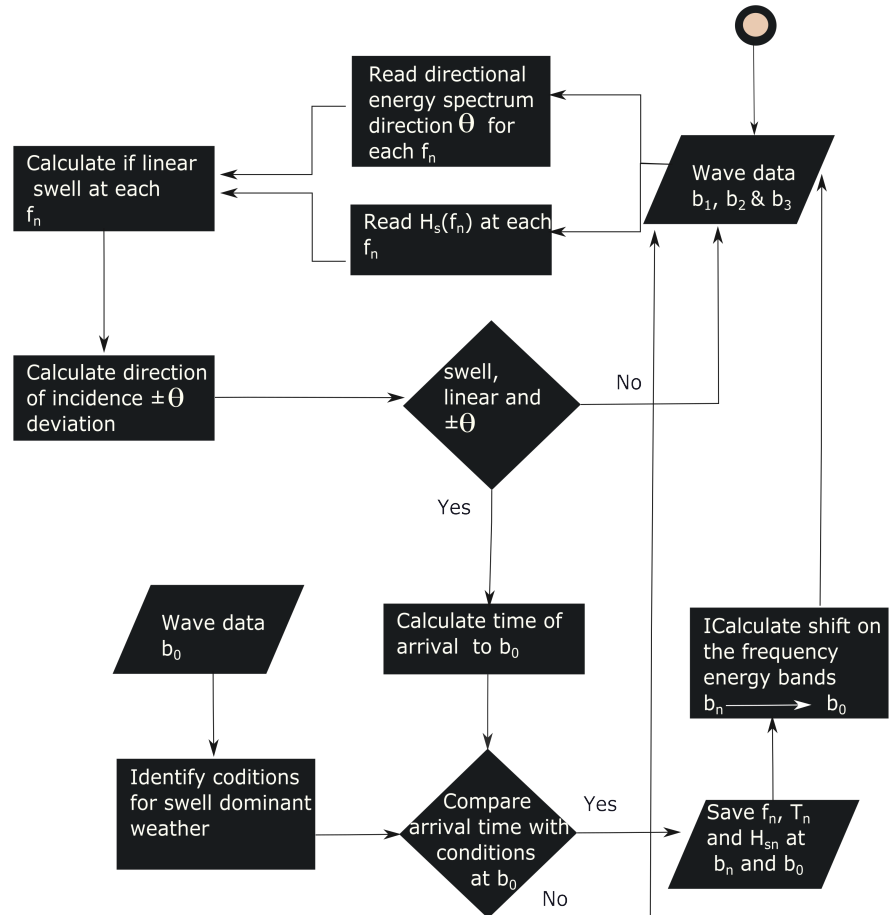 Read directional
energy spectrum
direction θ for
each fₙ
Wave data
b₁, b₂ & b₃
Calculate if linear
swell at each
fₙ
Read Hₛ(fₙ) at each
fₙ
Calculate direction
of incidence ±θ
deviation
swell,
linear and
±θ
No
Yes
Wave data
b₀
Calculate time of
arrival to b₀
ICalculate shift on
the frequency
energy bands
bₙ b₀
Identify coditions
for swell dominant
weather
Compare
arrival time with
conditions
at b₀
Yes
No
Save fₙ, Tₙ
and Hₛₙ at
bₙ and b₀